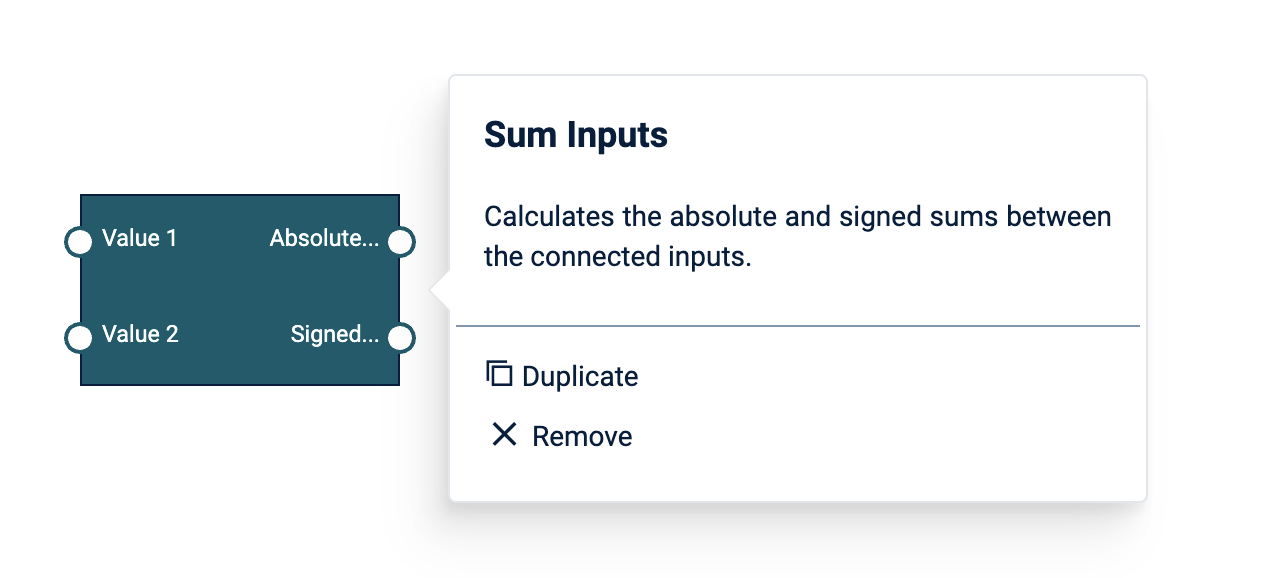 Sum Inputs
Calculates the absolute and signed sums between
the connected inputs.
Value 1
Absolute...
Value 2
Signed...
Duplicate
Remove